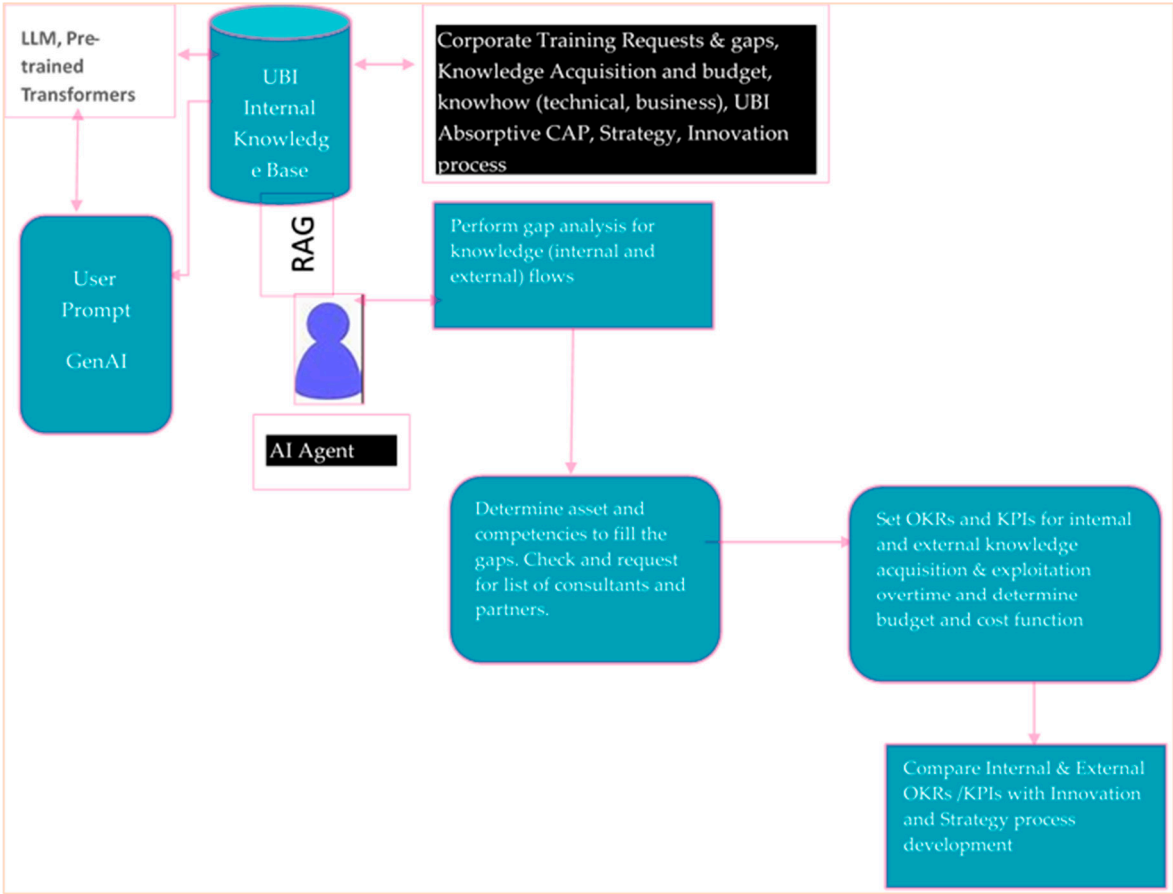 LLM, Pre-
trained
Transformers
UBI
Internal
Knowledg
e Base
Corporate Training Requests & gaps,
Knowledge Acquisition and budget,
knowhow (technical, business), UBI
Absorptive CAP, Strategy, Innovation
process
User
Prompt
GenAI
RAG
Perform gap analysis for
knowledge (internal and
external) flows
AI Agent
Determine asset and
competencies to fill the
gaps. Check and request
for list of consultants and
partners.
Set OKRs and KPIs for internal
and external knowledge
acquisition & exploitation
overtime and determine
budget and cost function
Compare Internal & External
OKRs /KPIs with Innovation
and Strategy process
development